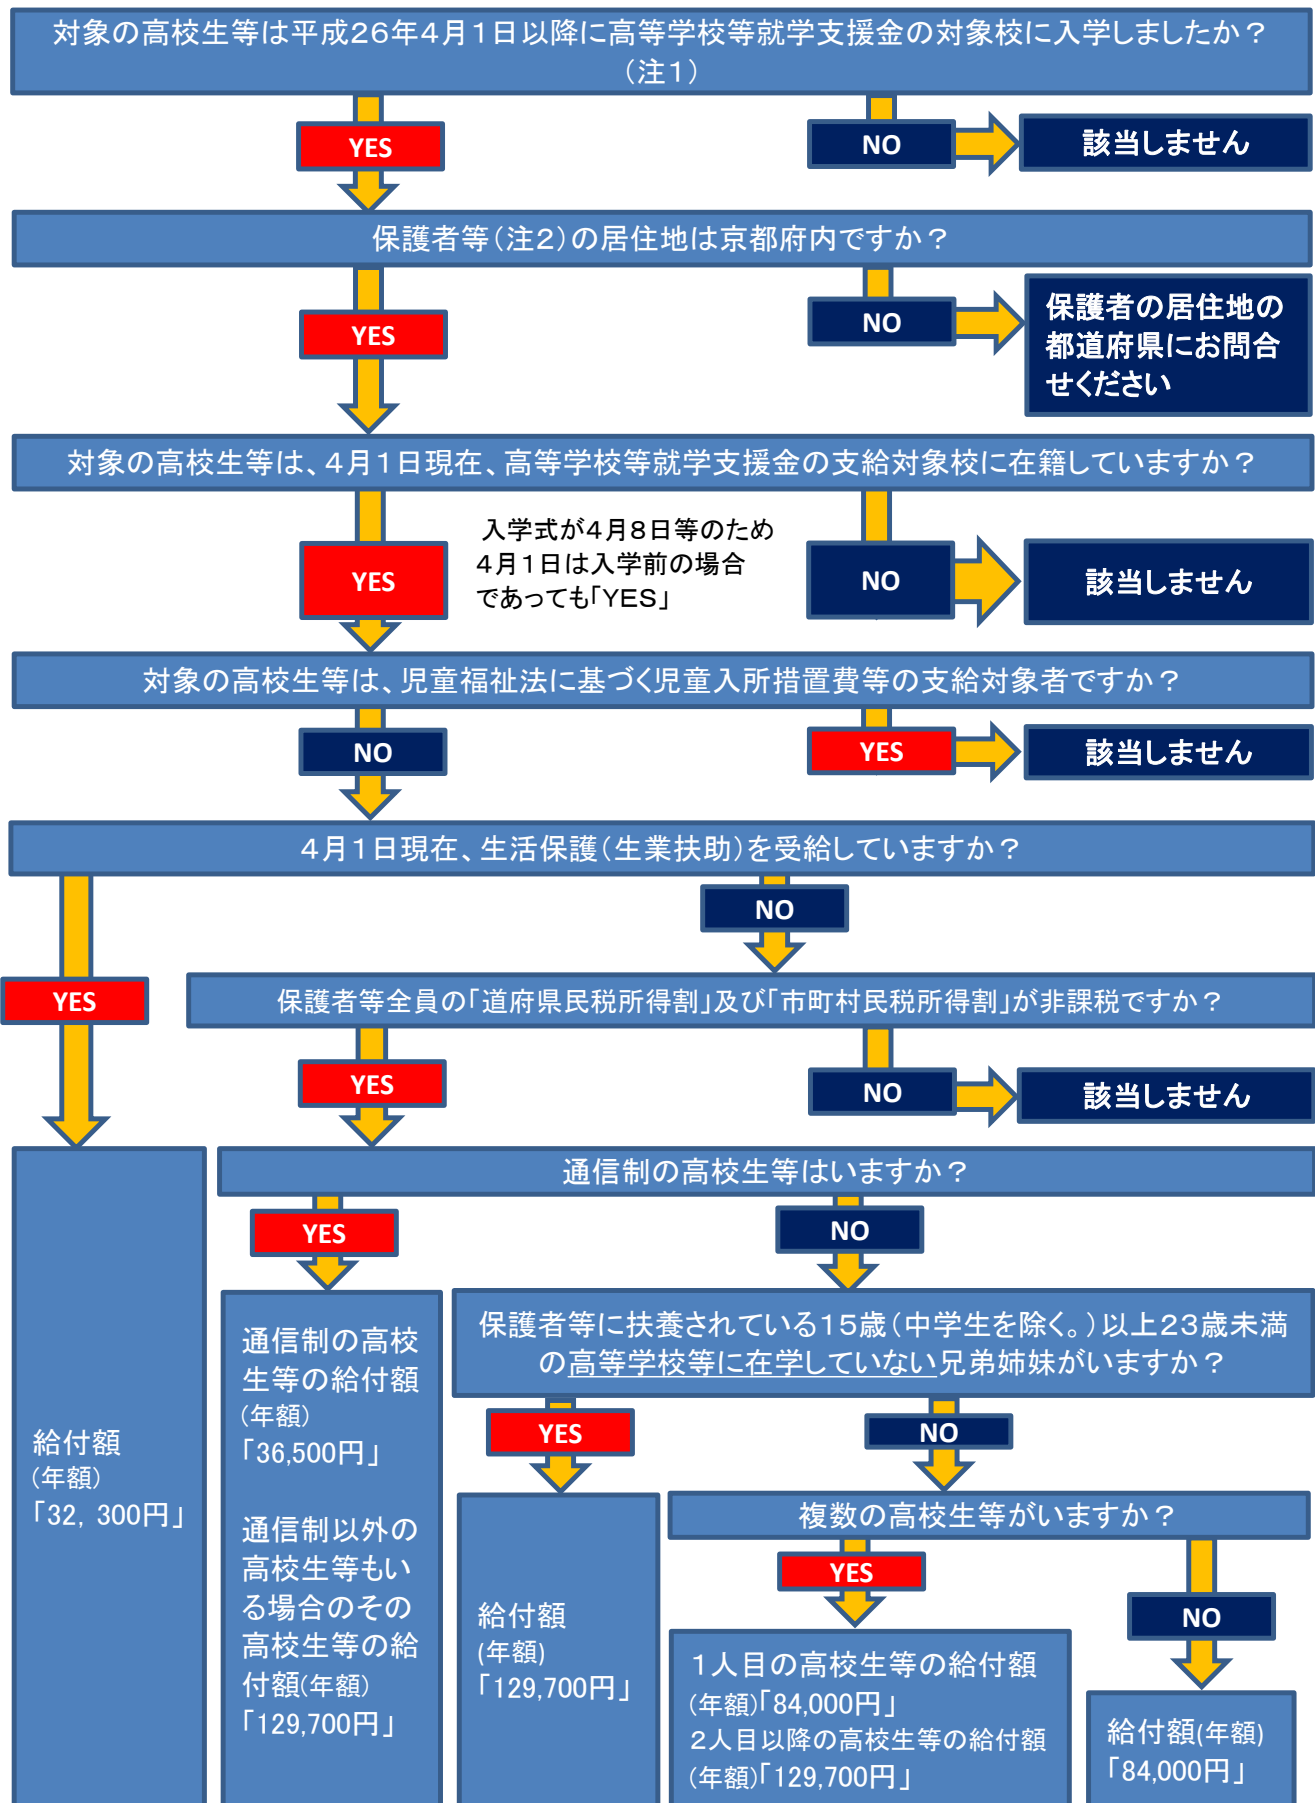 対象の高校生等は平成26年4月1日以降に高等学校等就学支援金の対象校に入学しましたか？
（注1）
YES
NO
該当しません
保護者等（注2）の居住地は京都府内ですか？
YES
NO
保護者の居住地の
都道府県にお問合
せください
対象の高校生等は、4月1日現在、高等学校等就学支援金の支給対象校に在籍していますか？
YES
入学式が4月8日等のため
4月1日は入学前の場合
であっても「YES」
NO
該当しません
対象の高校生等は、児童福祉法に基づく児童入所措置費等の支給対象者ですか？
NO
YES
該当しません
4月1日現在、生活保護（生業扶助）を受給していますか？
NO
YES
保護者等全員の「道府県民税所得割」及び「市町村民税所得割」が非課税ですか？
YES
NO
該当しません
通信制の高校生等はいますか？
YES
NO
保護者等に扶養されている15歳（中学生を除く。）以上23歳未満
の高等学校等に在学していない兄弟姉妹がいますか？
YES
NO
給付額
(年額)
「32，300円」
通信制の高校
生等の給付額
(年額)
「36,500円」
通信制以外の
高校生等もい
る場合のその
高校生等の給
付額(年額)
「129,700円」
給付額
(年額)
「129,700円」
複数の高校生等がいますか？
YES
NO
1人目の高校生等の給付額
(年額)「84,000円」
2人目以降の高校生等の給付額
(年額)「129,700円」
給付額(年額)
「84,000円」